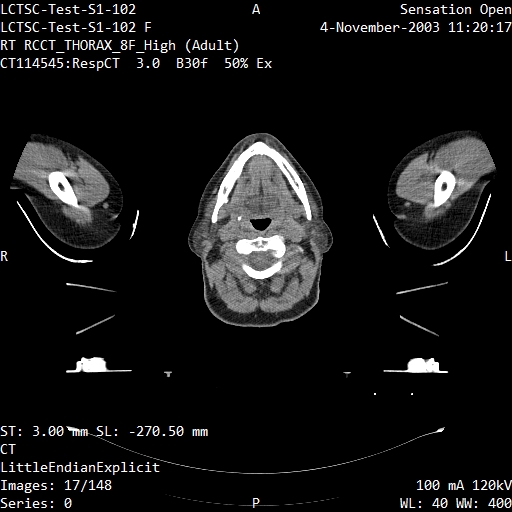 LCTSC-Test-S1-102
A
Sensation Open
LCTSC-Test-S1-102 F
4-November-2003 11:20:17
RT RCCT_THORAX_8F_High (Adult)
CT114545:RespCT 3.0 B30f 50% Ex
R
L
ST: 3.00 mm SL: -270.50 mm
CT
LittleEndianExplicit
Images: 17/148
100 mA 120kV
Series: 0
P
WL: 40 WW: 400